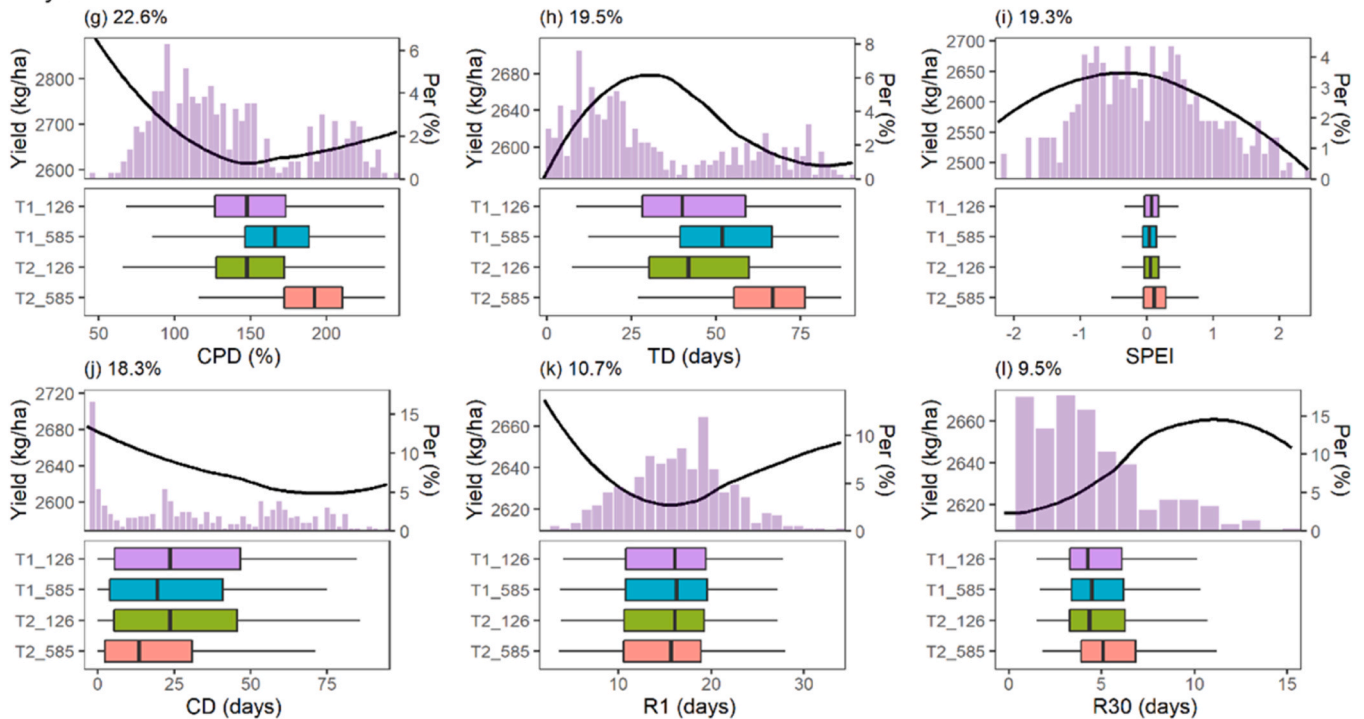 (g) 22.6%
(h) 19.5%
(i) 19.3%
Yield (kg/ha)
2800
2700
2600
6
4
2
0
Per (%)
Yield (kg/ha)
2680
2640
2600
8
6
4
2
0
Per (%)
Yield (kg/ha)
2700
2650
2600
2550
2500
4
3
2
1
0
Per (%)
T1_126
T1_585
T2_126
T2_585
50 100 150 200
CPD (%)
T1_126
T1_585
T2_126
T2_585
0 25 50 75
TD (days)
T1_126
T1_585
T2_126
T2_585
-2 -1 0 1 2
SPEI
(j) 18.3%
(k) 10.7%
(l) 9.5%
Yield (kg/ha)
2720
2680
2640
2600
15
10
5
0
Per (%)
Yield (kg/ha)
2660
2640
2620
10
5
0
Per (%)
Yield (kg/ha)
2660
2640
2620
15
10
5
0
Per (%)
T1_126
T1_585
T2_126
T2_585
0 25 50 75
CD (days)
T1_126
T1_585
T2_126
T2_585
10 20 30
R1 (days)
T1_126
T1_585
T2_126
T2_585
0 5 10 15
R30 (days)